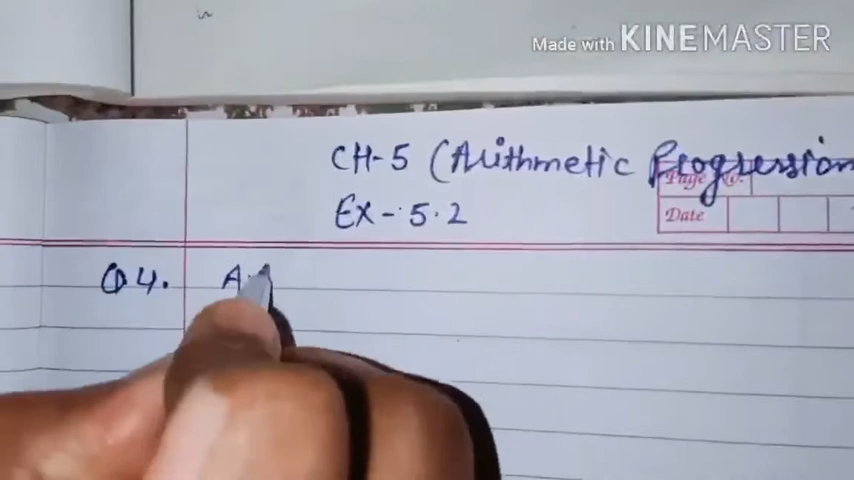 Made with KINEMASTER
CH-5 (Arithmetic Progression
Page No.
EX-5.2
Date
Q4. A.